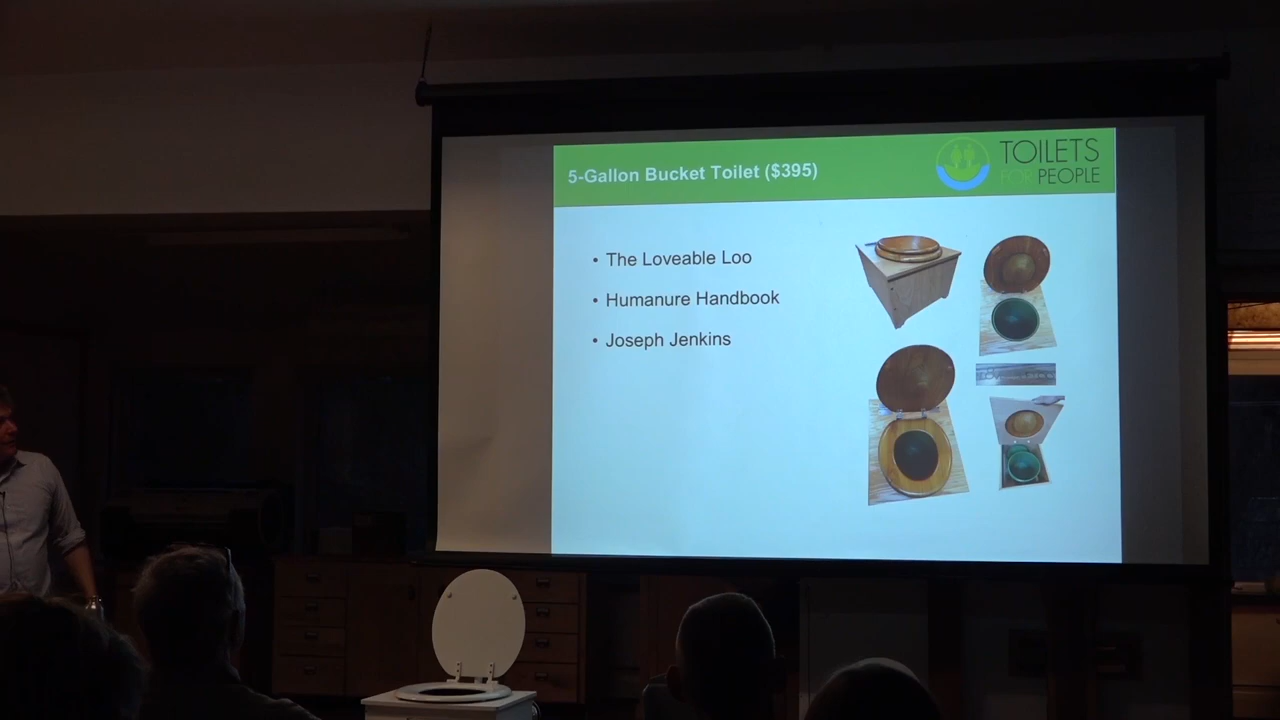 5-Gallon Bucket Toilet ($395)
TOILETS
FOR PEOPLE
• The Loveable Loo
• Humanure Handbook
• Joseph Jenkins